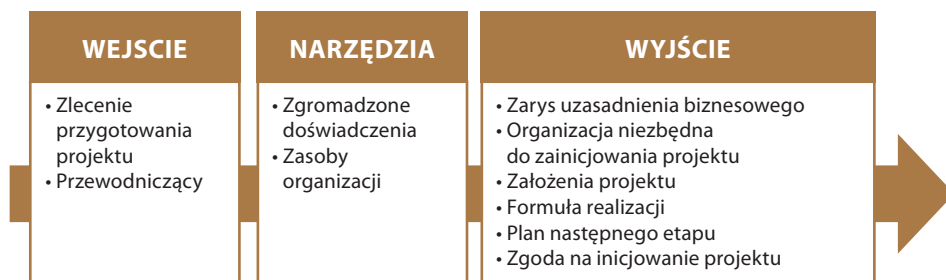 WEJSCIE
• Zlecenie
przygotowania
projektu
• Przewodniczący
NARZĘDZIA
• Zgromadzone
doświadczenia
• Zasoby
organizacji
WYJŚCIE
• Zarys uzasadnienia biznesowego
• Organizacja niezbędna
do zainicjowania projektu
• Założenia projektu
• Formuła realizacji
• Plan następnego etapu
• Zgoda na inicjowanie projektu